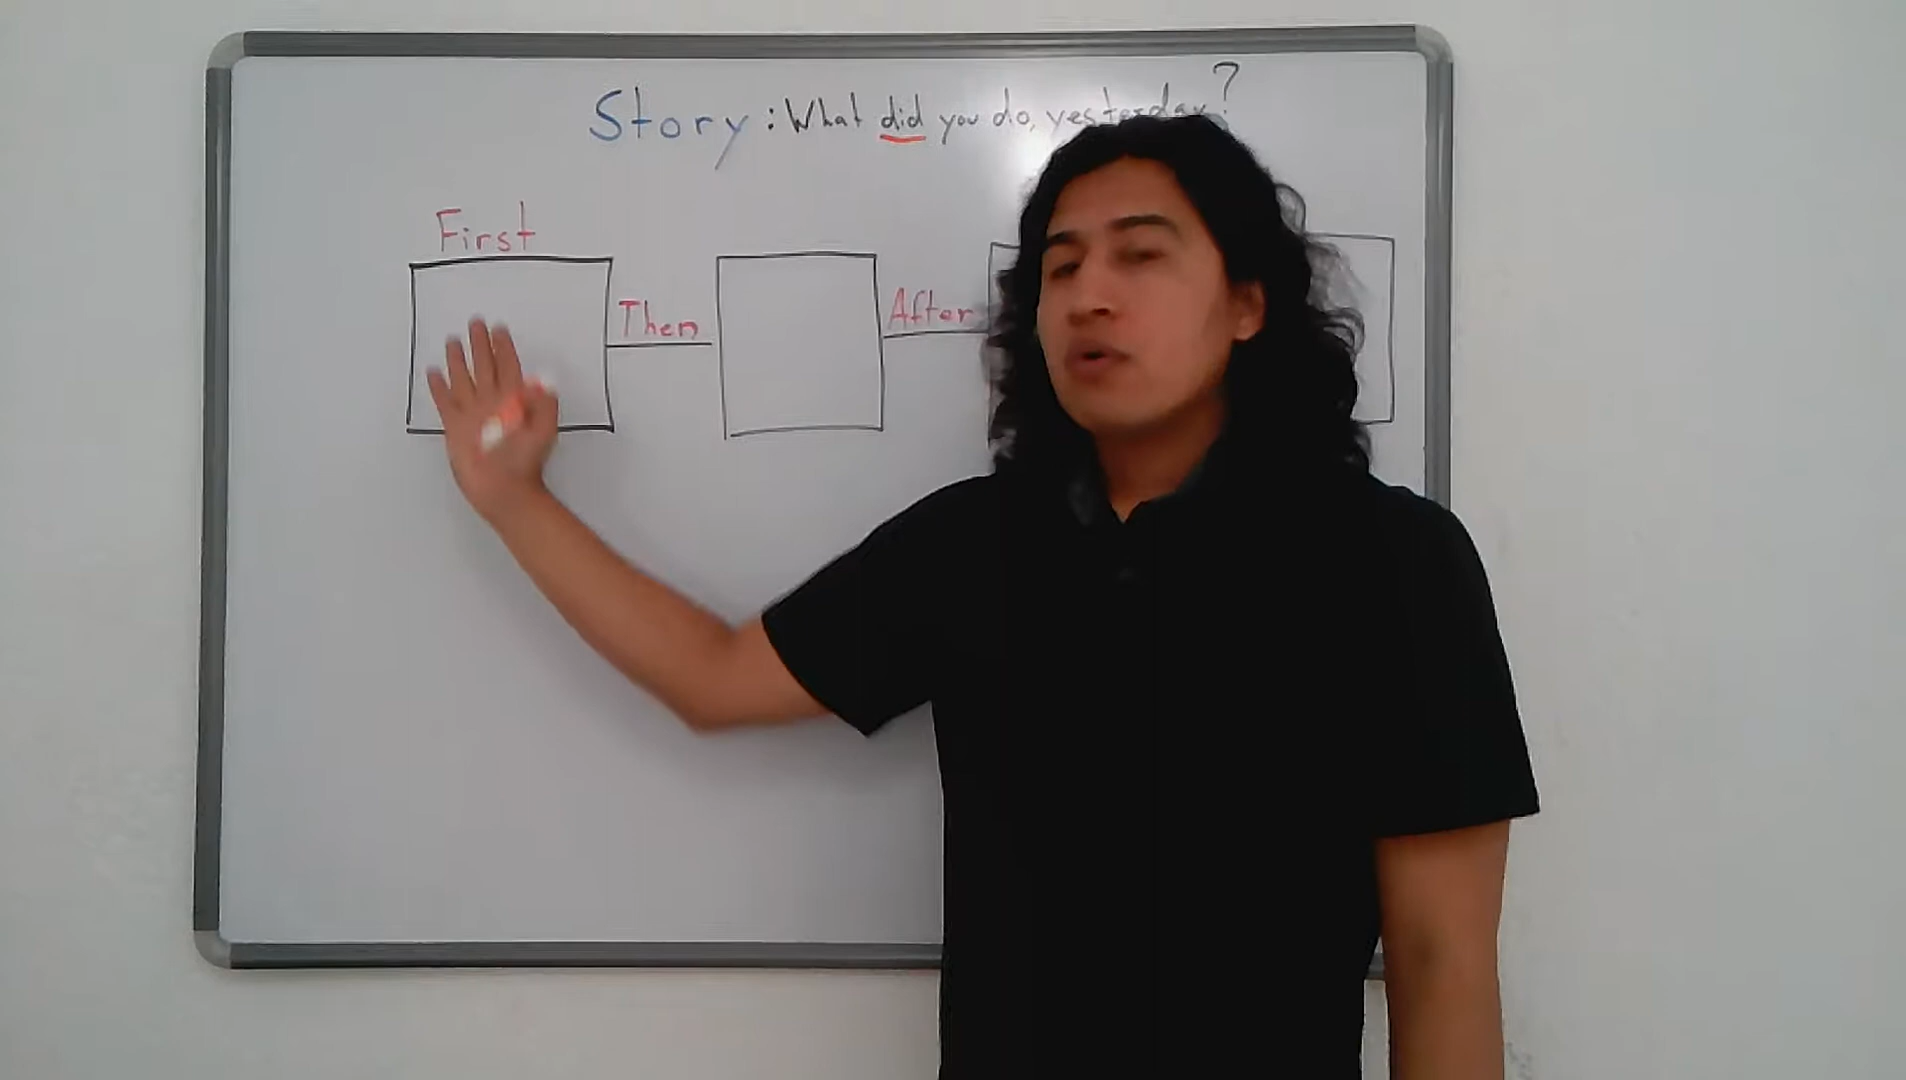 Story: What did you do, yesterday?
First
Then
After